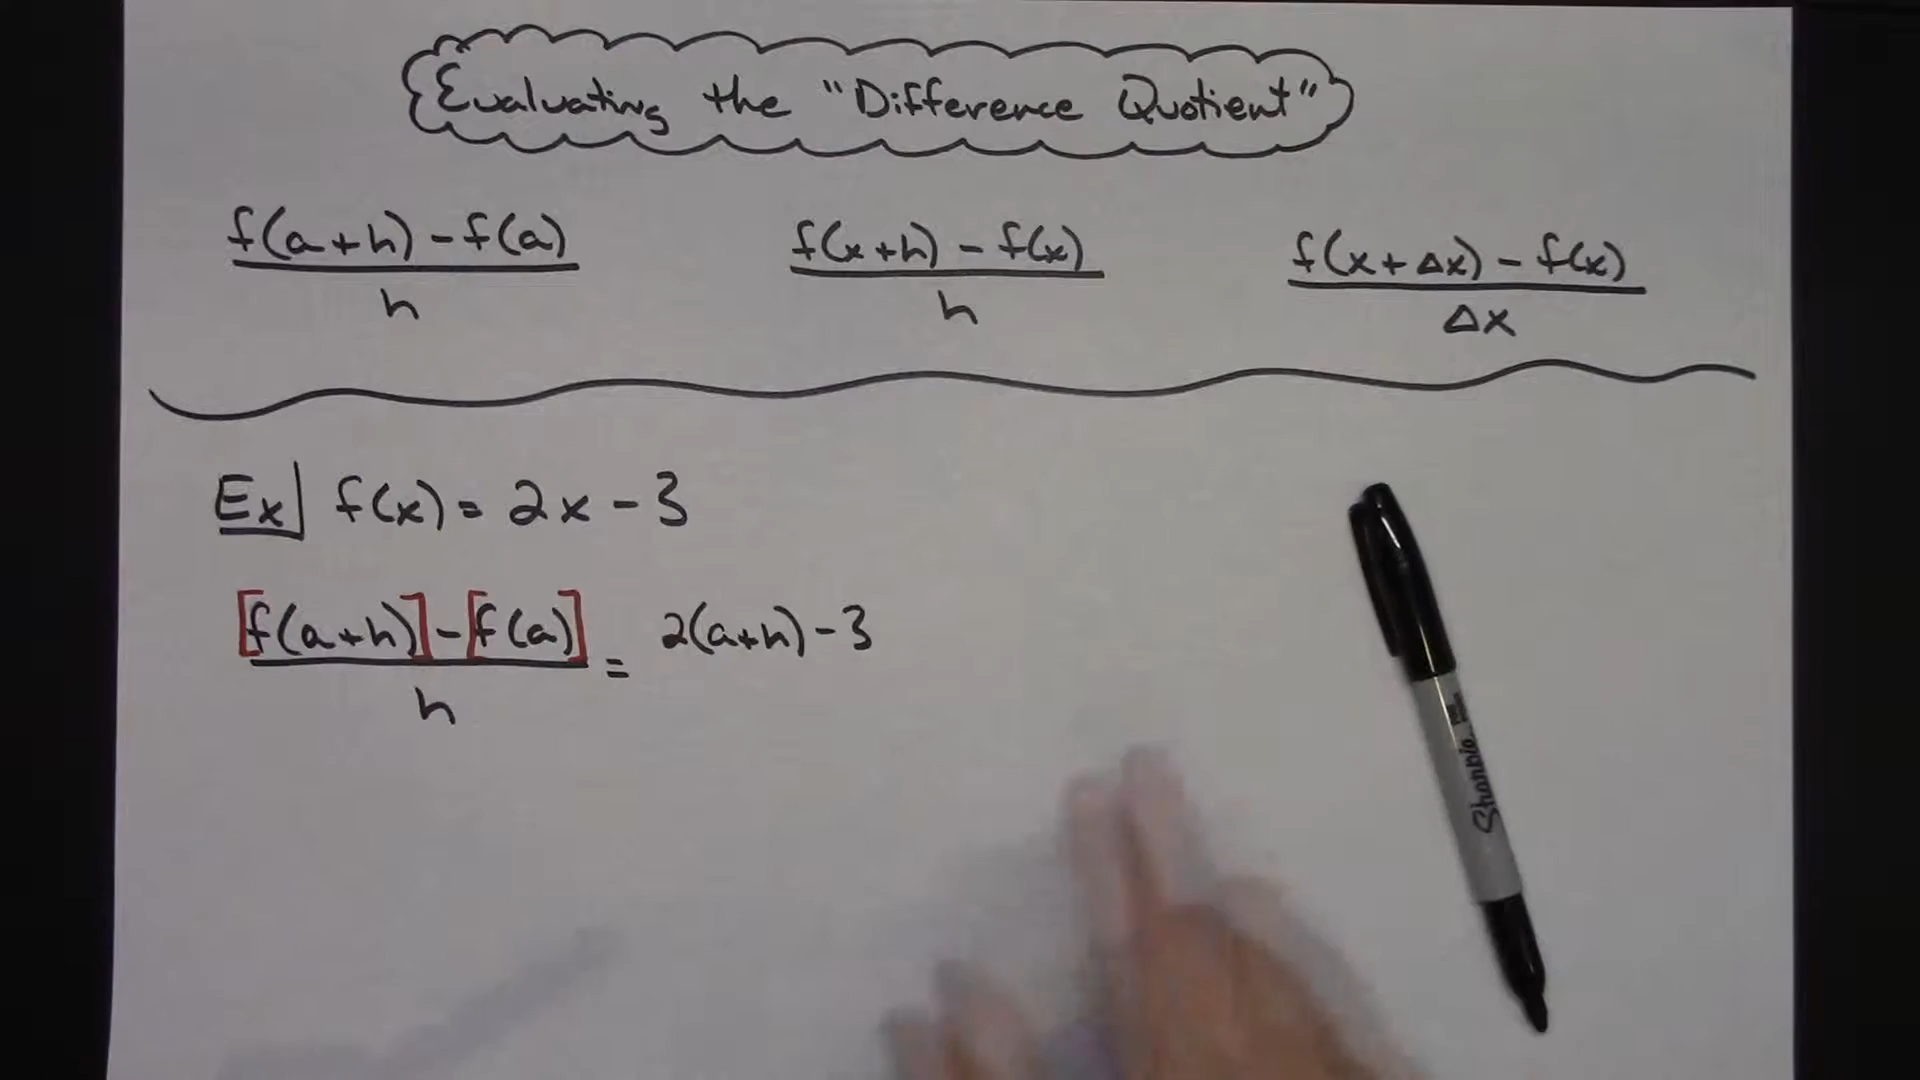 Evaluating the "Difference Quotient"
f(a+h)-f(a)
h
f(x+h)-f(x)
h
f(x+Δx)-f(x)
Δx
Ex f(x)=2x-3
[f(a+h)]-[f(a)] = 2(a+h)-3
h
Sharpie